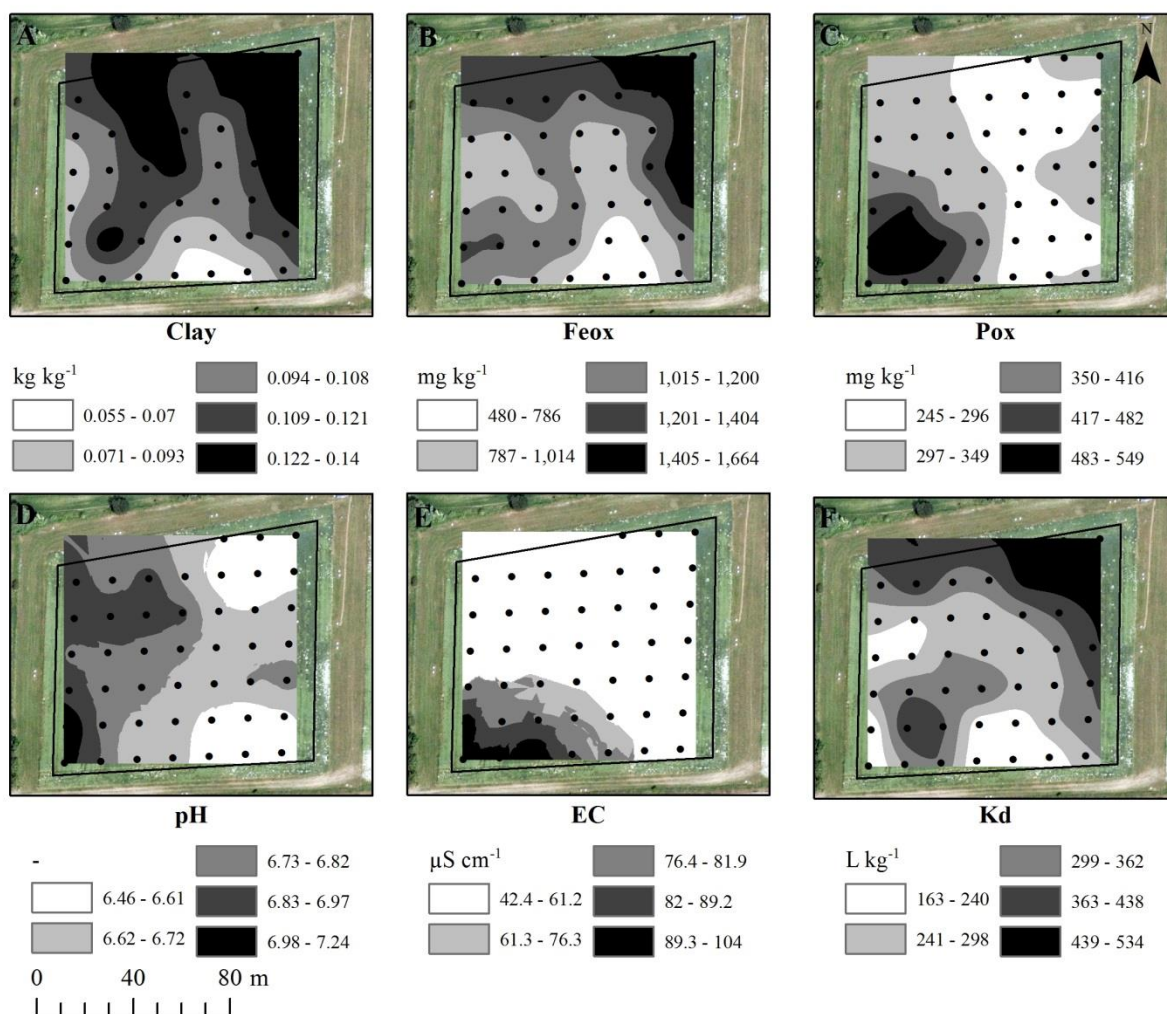 A
B
C
N
Clay
Feox
Pox
kg kg-1
0.055 - 0.07
0.071 - 0.093
0.094 - 0.108
0.109 - 0.121
0.122 - 0.14
mg kg-1
480 - 786
787 - 1,014
1,015 - 1,200
1,201 - 1,404
1,405 - 1,664
mg kg-1
245 - 296
297 - 349
350 - 416
417 - 482
483 - 549
D
E
F
pH
EC
Kd
-
6.46 - 6.61
6.62 - 6.72
6.73 - 6.82
6.83 - 6.97
6.98 - 7.24
µS cm-1
42.4 - 61.2
61.3 - 76.3
76.4 - 81.9
82 - 89.2
89.3 - 104
L kg-1
163 - 240
241 - 298
299 - 362
363 - 438
439 - 534
0 40 80 m